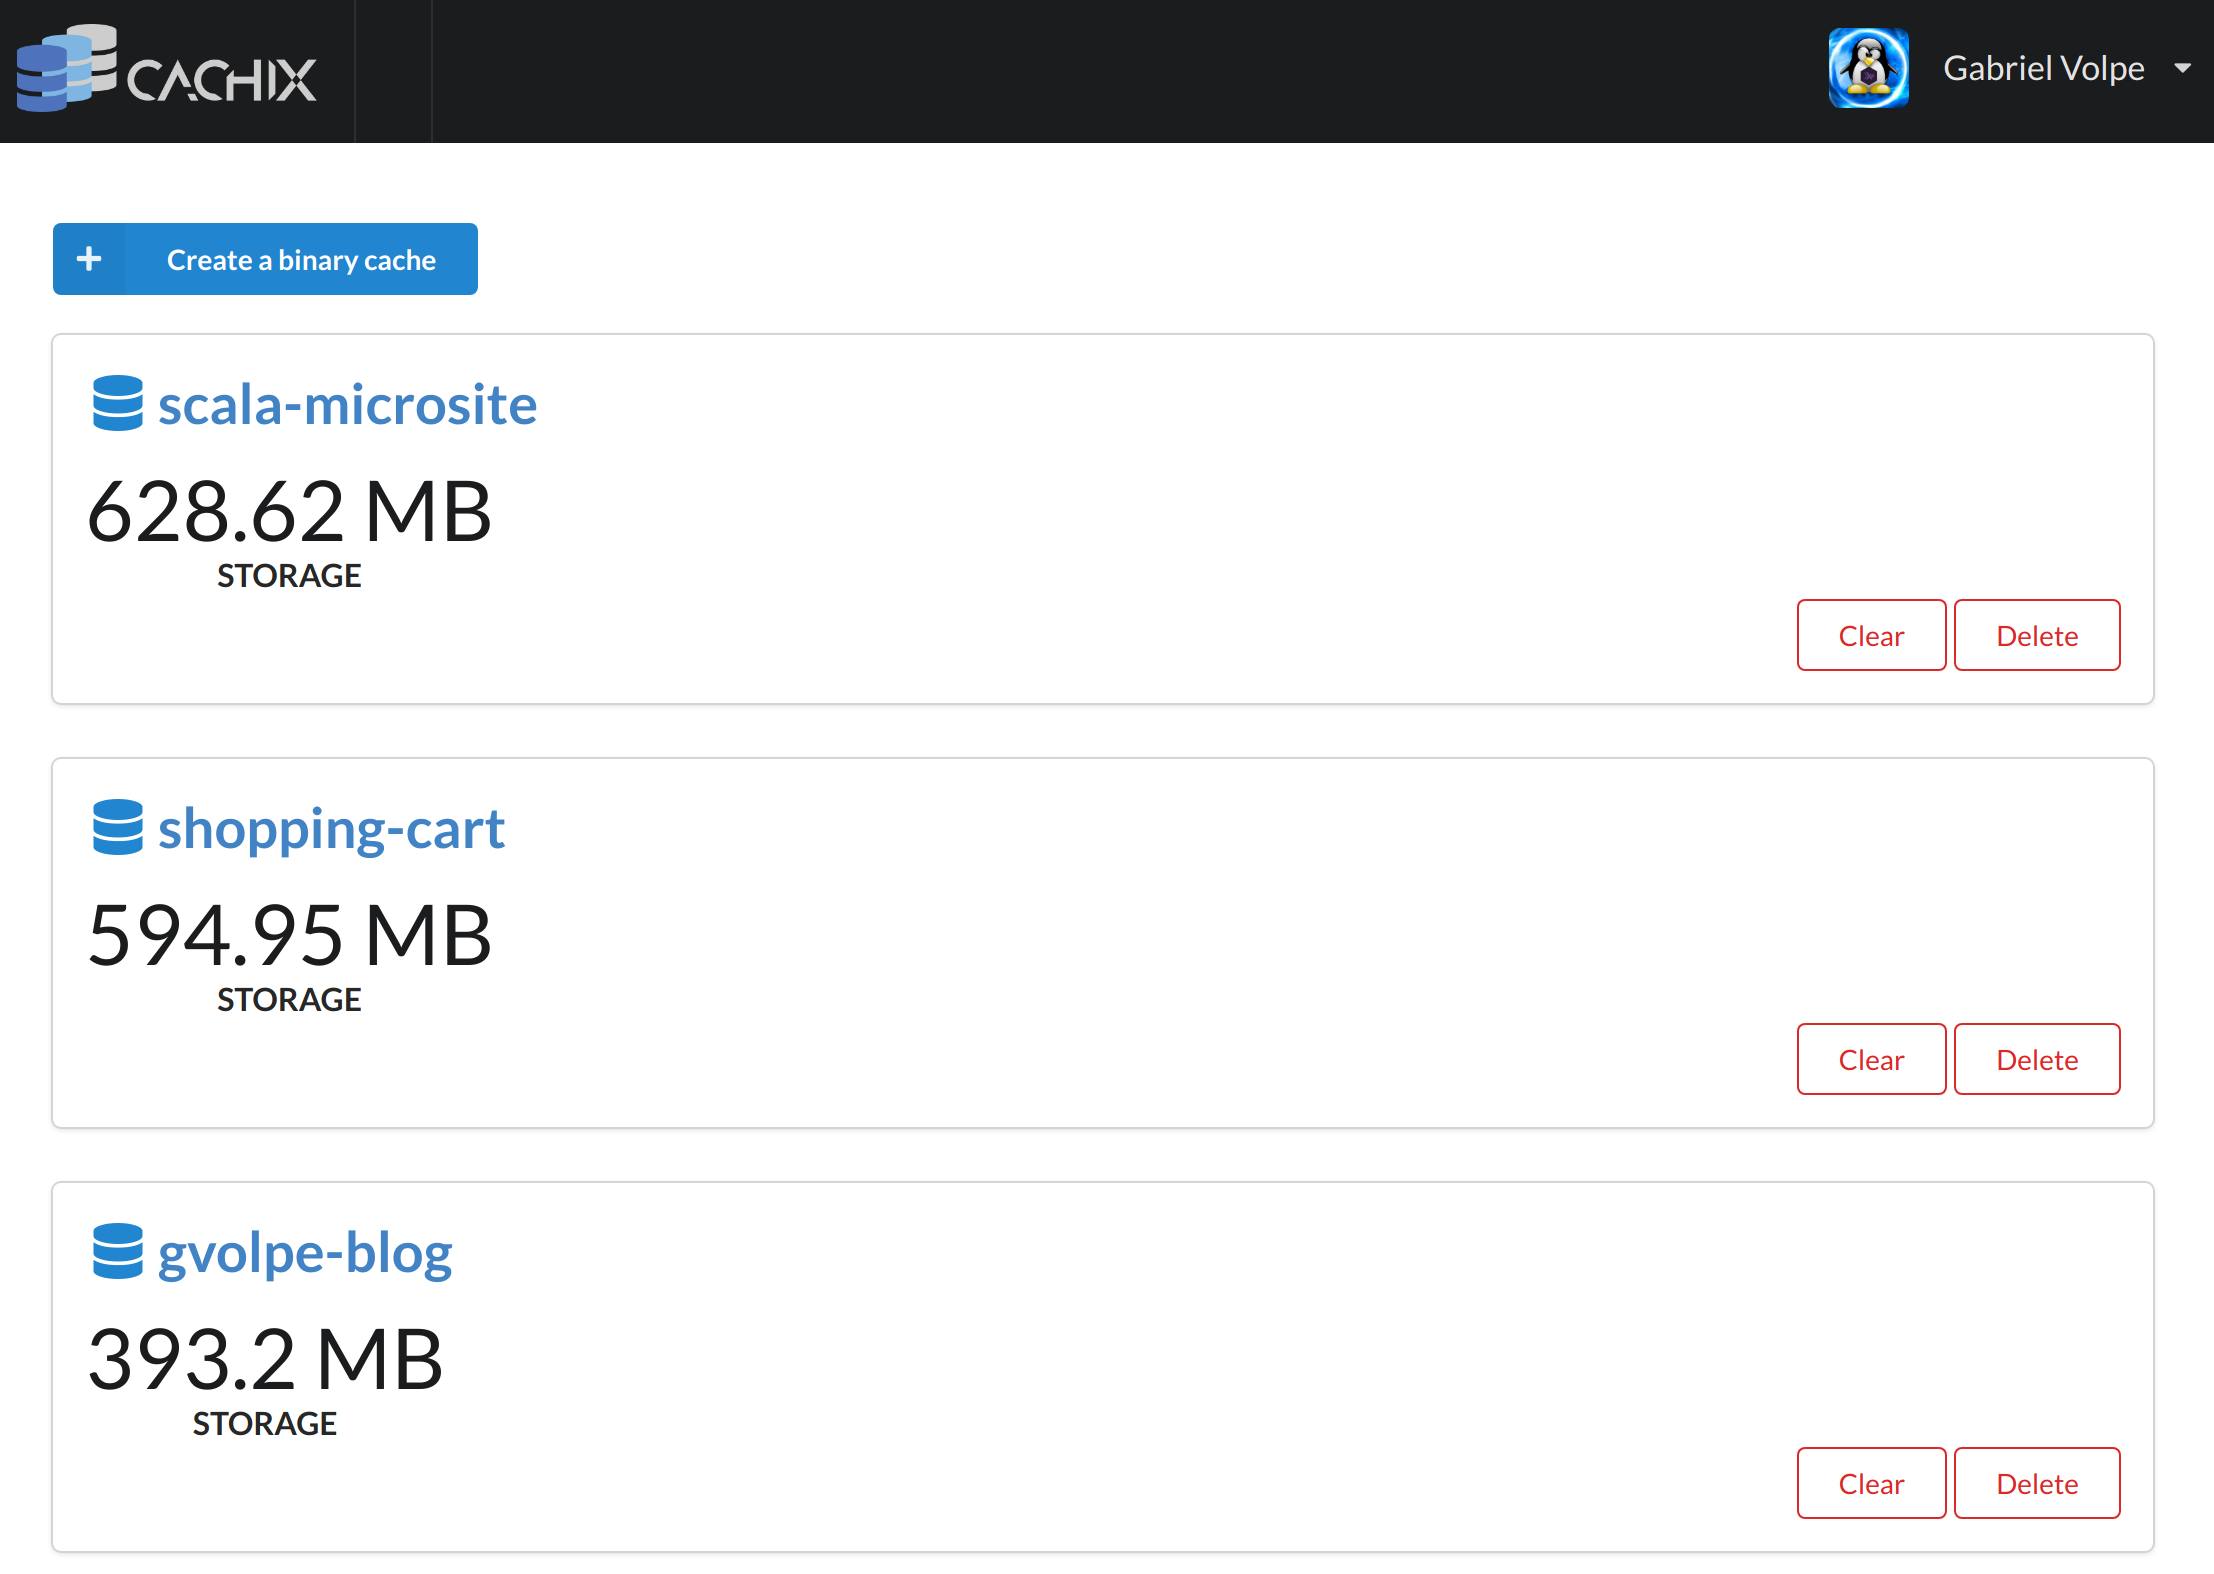 CACHIX
Gabriel Volpe
Create a binary cache
scala-microsite
628.62 MB
STORAGE
Clear Delete
shopping-cart
594.95 MB
STORAGE
Clear Delete
gvolpe-blog
393.2 MB
STORAGE
Clear Delete